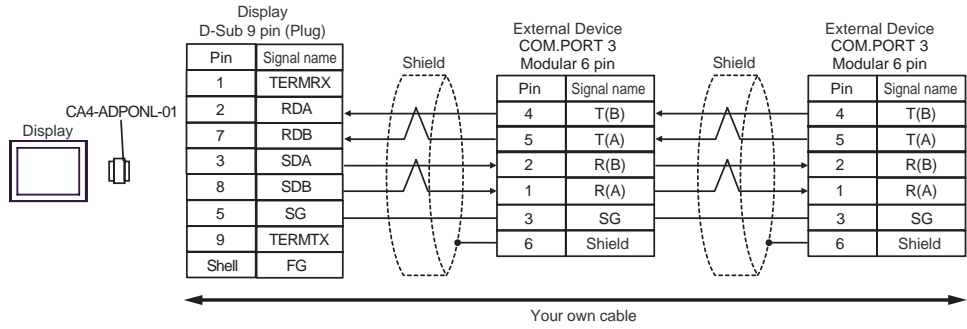 Display
D-Sub 9 pin (Plug)
Pin Signal name
1 TERMRX
2 RDA
7 RDB
3 SDA
8 SDB
5 SG
9 TERMTX
Shell FG
CA4-ADPONL-01
Display
Shield
External Device
COM.PORT 3
Modular 6 pin
Pin Signal name
4 T(B)
5 T(A)
2 R(B)
1 R(A)
3 SG
6 Shield
Shield
External Device
COM.PORT 3
Modular 6 pin
Pin Signal name
4 T(B)
5 T(A)
2 R(B)
1 R(A)
3 SG
6 Shield
Your own cable